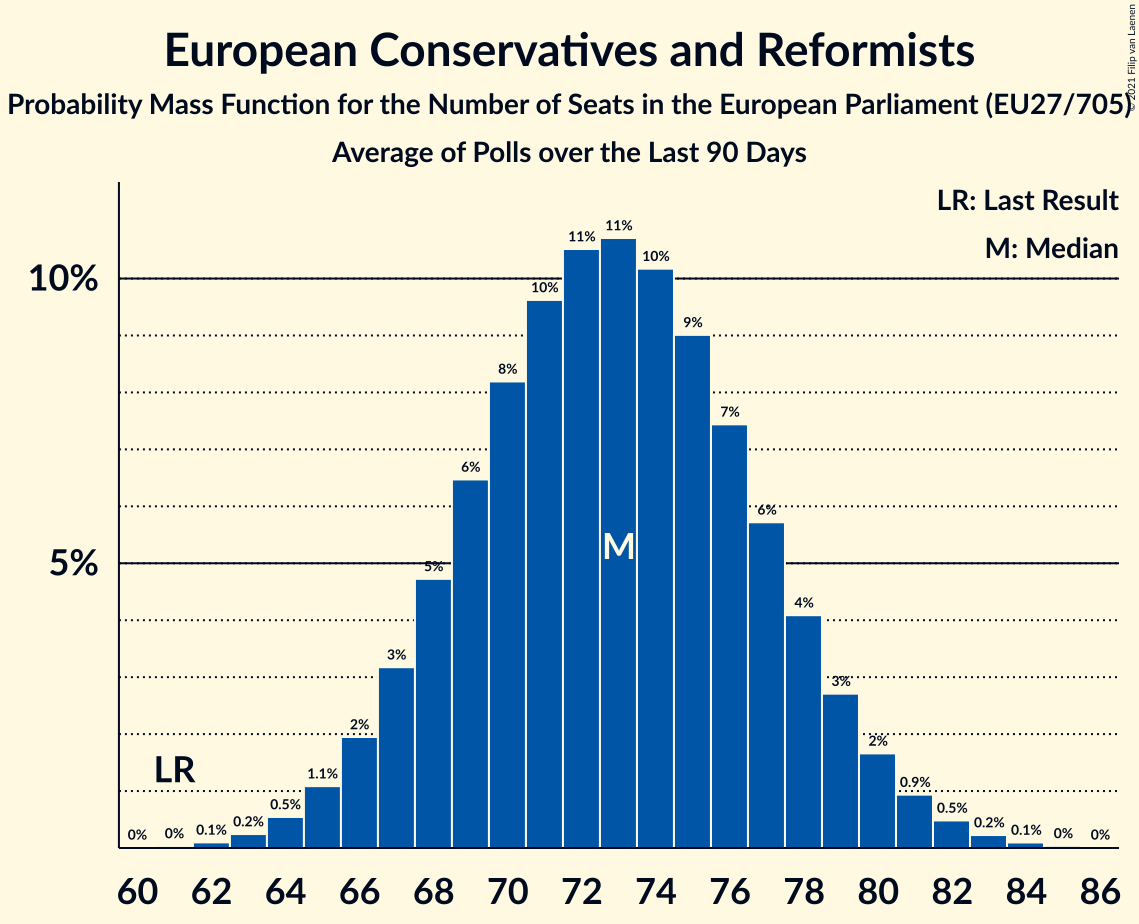 European Conservatives and Reformists
Probability Mass Function for the Number of Seats in the European Parliament (EU27/705)
Average of Polls over the Last 90 Days
© 2021 Filip van Laenen
LR: Last Result
M: Median
10%
5%
0% 0% 0.1% 0.2% 0.5% 1.1% 2% 3% 5% 6% 8% 10% 11% 11% 10% 9% 7% 6% 4% 3% 2% 0.9% 0.5% 0.2% 0.1% 0% 0%
LR
M
60 62 64 66 68 70 72 74 76 78 80 82 84 86